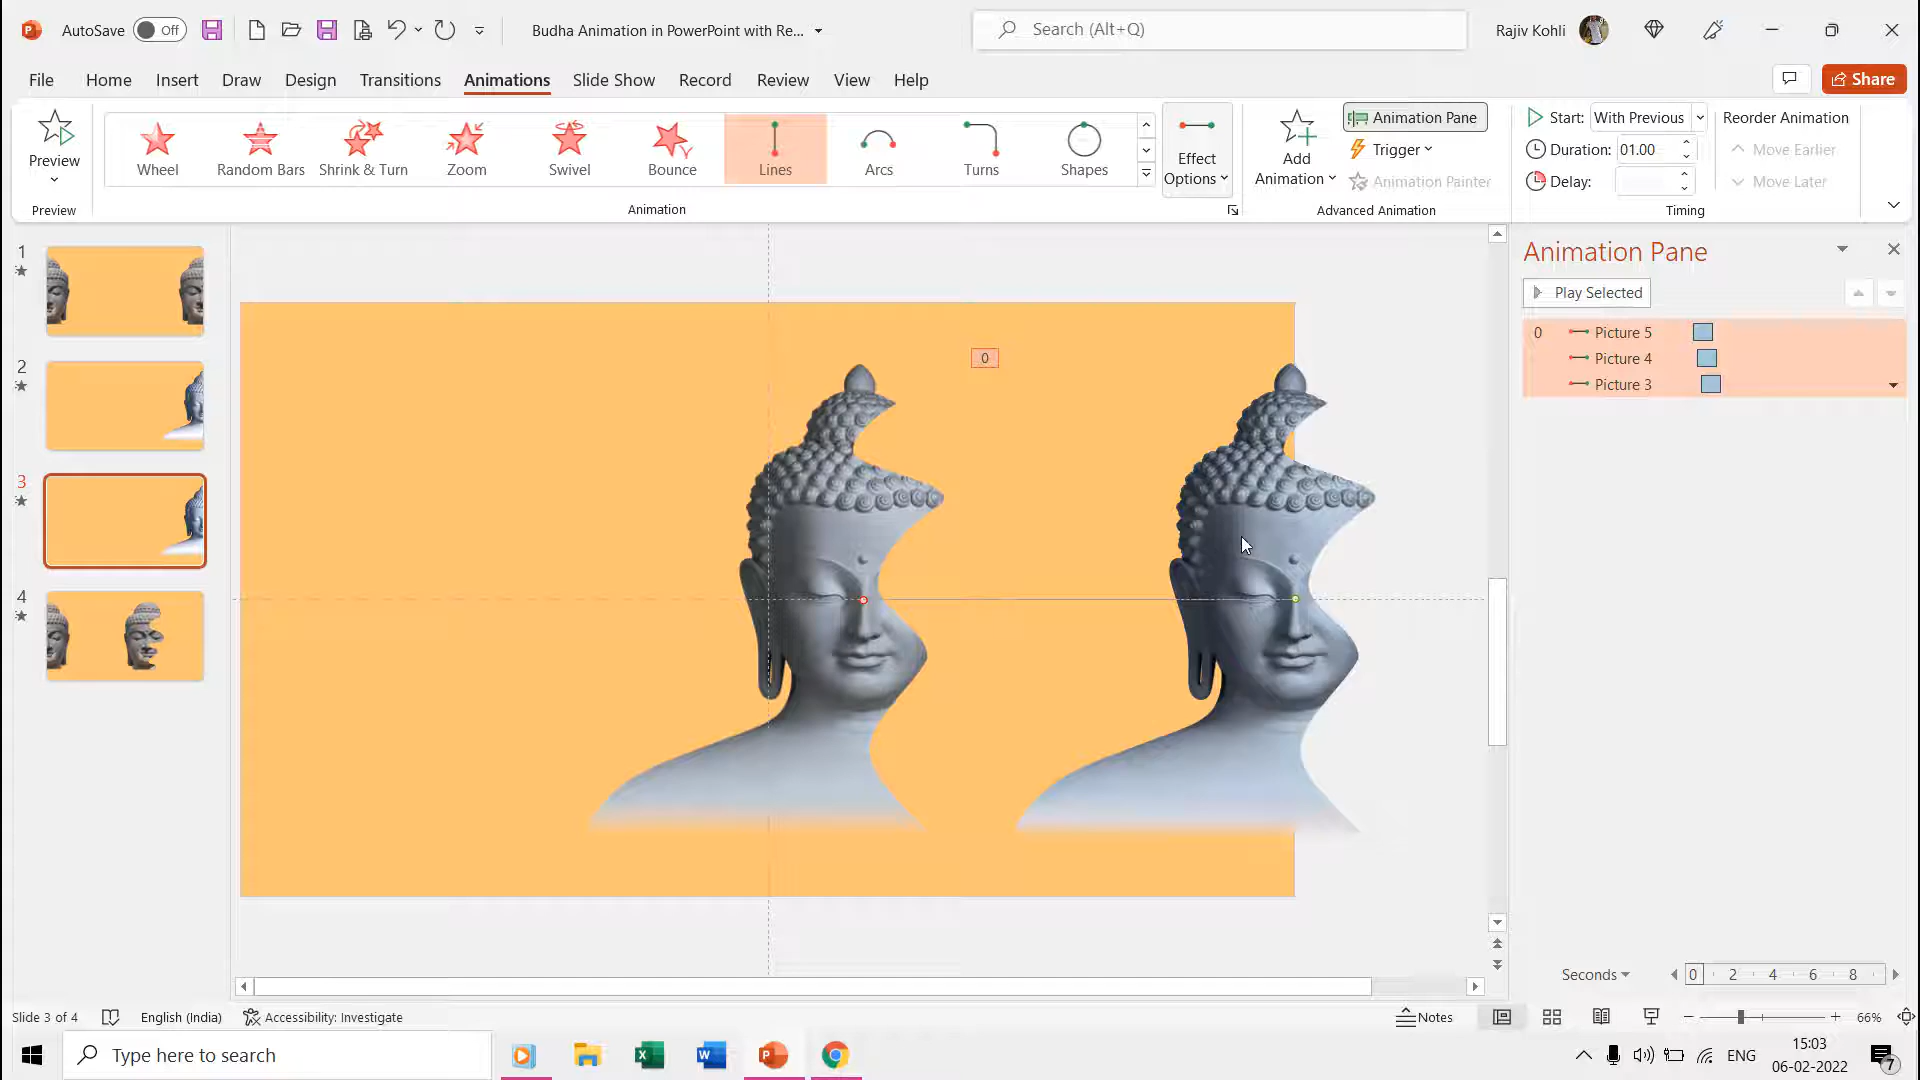 AutoSave Off
Budha Animation in PowerPoint with Re...
Search (Alt+Q)
Rajiv Kohli
File Home Insert Draw Design Transitions Animations Slide Show Record Review View Help
Share
Preview
Wheel
Random Bars
Shrink & Turn
Zoom
Swivel
Bounce
Lines
Arcs
Turns
Shapes
Effect
Options
Add
Animation
Animation Pane
Trigger
Animation Painter
Start: With Previous
Duration: 01.00
Delay:
Reorder Animation
Move Earlier
Move Later
Preview
Animation
Advanced Animation
Timing
1
2
3
4
0
Animation Pane
Play Selected
0 Picture 5
Picture 4
Picture 3
Seconds 0 2 4 6 8
Slide 3 of 4
English (India)
Accessibility: Investigate
Notes
66%
Type here to search
ENG
15:03
06-02-2022
7